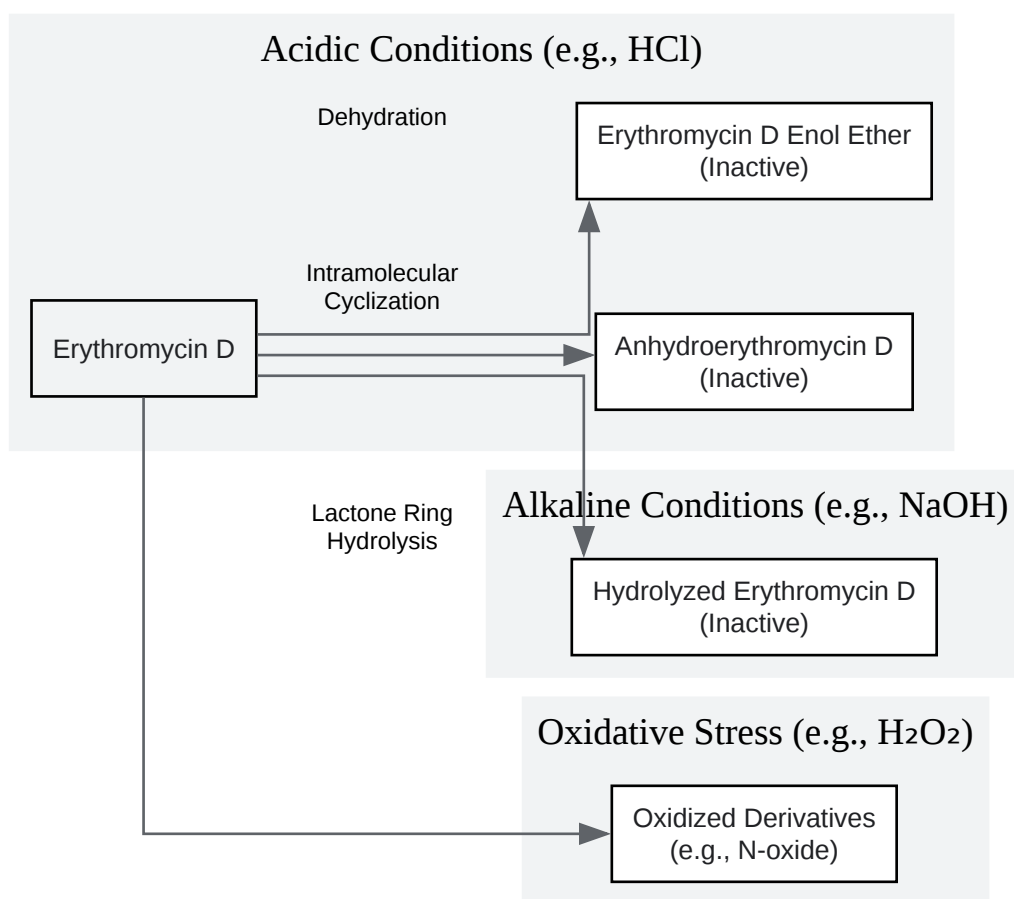 Acidic Conditions (e.g., HCl)
Dehydration
Erythromycin D Enol Ether
(Inactive)
Intramolecular
Cyclization
Erythromycin D
Anhydroerythromycin D
(Inactive)
Lactone Ring
Hydrolysis
Alkaline Conditions (e.g., NaOH)
Hydrolyzed Erythromycin D
(Inactive)
Oxidative Stress (e.g., H₂O₂)
Oxidized Derivatives
(e.g., N-oxide)